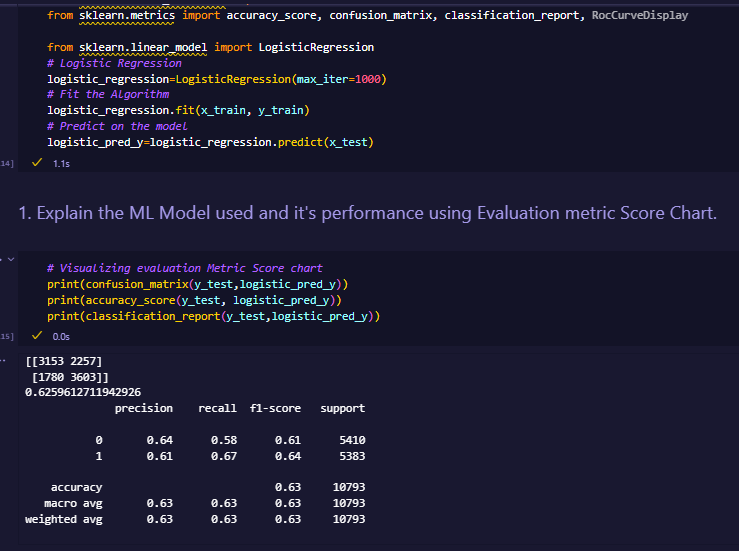 from sklearn.metrics import accuracy_score, confusion_matrix, classification_report, RocCurveDisplay
from sklearn.linear_model import LogisticRegression
# Logistic Regression
logistic_regression=LogisticRegression(max_iter=1000)
# Fit the Algorithm
logistic_regression.fit(x_train, y_train)
# Predict on the model
logistic_pred_y=logistic_regression.predict(x_test)
14] 1.1s
1. Explain the ML Model used and it's performance using Evaluation metric Score Chart.
# Visualizing evaluation Metric Score chart
print(confusion_matrix(y_test,logistic_pred_y))
print(accuracy_score(y_test, logistic_pred_y))
print(classification_report(y_test,logistic_pred_y))
15] 0.0s
[[3153 2257]
[1780 3603]]
0.6259612711942926
precision recall f1-score support
0 0.64 0.58 0.61 5410
1 0.61 0.67 0.64 5383
accuracy 0.63 10793
macro avg 0.63 0.63 0.63 10793
weighted avg 0.63 0.63 0.63 10793